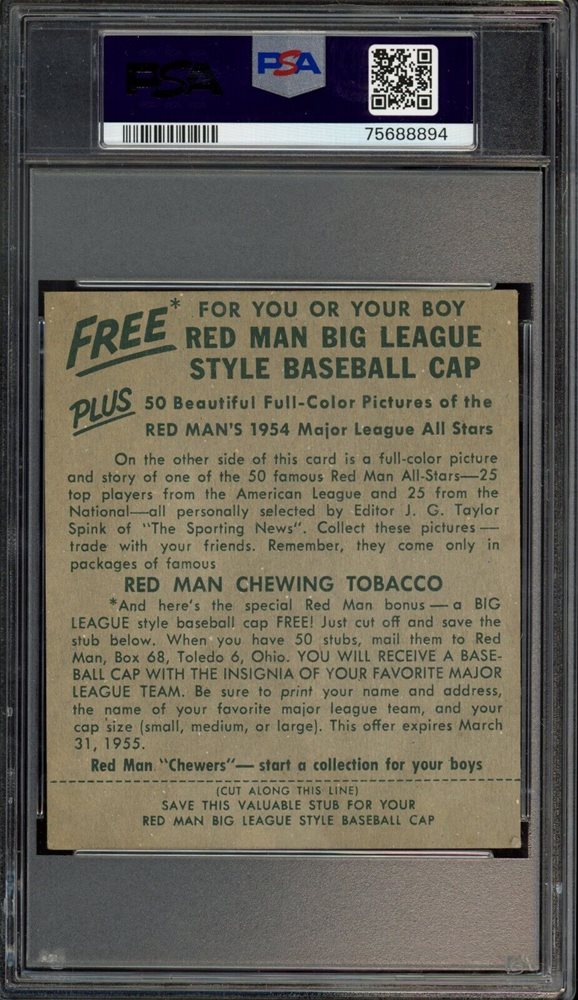 PSA
PSA
75688894
FREE* FOR YOU OR YOUR BOY
RED MAN BIG LEAGUE
STYLE BASEBALL CAP
PLUS 50 Beautiful Full-Color Pictures of the
RED MAN'S 1954 Major League All Stars
On the other side of this card is a full-color picture
and story of one of the 50 famous Red Man All-Stars—25
top players from the American League and 25 from the
National—all personally selected by Editor J. G. Taylor
Spink of "The Sporting News". Collect these pictures —
trade with your friends. Remember, they come only in
packages of famous
RED MAN CHEWING TOBACCO
*And here's the special Red Man bonus — a BIG
LEAGUE style baseball cap FREE! Just cut off and save the
stub below. When you have 50 stubs, mail them to Red
Man, Box 68, Toledo 6, Ohio. YOU WILL RECEIVE A BASE-
BALL CAP WITH THE INSIGNIA OF YOUR FAVORITE MAJOR
LEAGUE TEAM. Be sure to print your name and address,
the name of your favorite major league team, and your
cap size (small, medium, or large). This offer expires March
31, 1955.
Red Man "Chewers"— start a collection for your boys
(CUT ALONG THIS LINE)
SAVE THIS VALUABLE STUB FOR YOUR
RED MAN BIG LEAGUE STYLE BASEBALL CAP
PSA